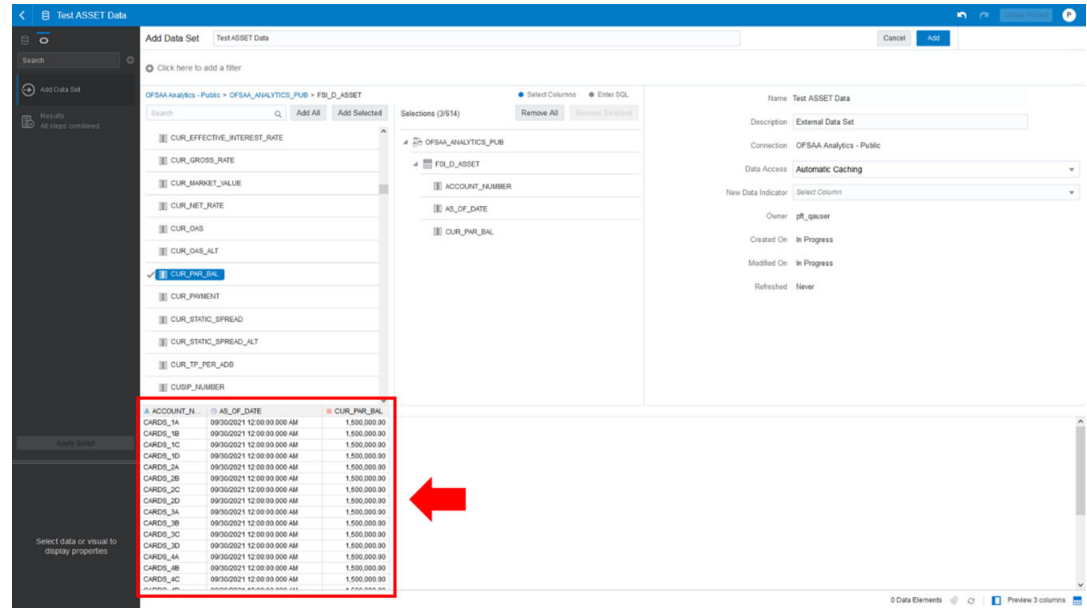 Test ASSET Data
Create Project
P
Search
Add Data Set
Results
All steps combined
Apply Script
Select data or visual to
display properties
Add Data Set
Test ASSET Data
Cancel
Add
Click here to add a filter
OFSAA Analytics - Public > OFSAA_ANALYTICS_PUB > FSI_D_ASSET
Select Columns
Enter SQL
Search
Add All
Add Selected
CUR_EFFECTIVE_INTEREST_RATE
CUR_GROSS_RATE
CUR_MARKET_VALUE
CUR_NET_RATE
CUR_OAS
CUR_OAS_ALT
CUR_PAR_BAL
CUR_PAYMENT
CUR_STATIC_SPREAD
CUR_STATIC_SPREAD_ALT
CUR_TP_PER_ADB
CUSIP_NUMBER
Selections (3/614)
Remove All
Remove Selected
OFSAA_ANALYTICS_PUB
FSI_D_ASSET
ACCOUNT_NUMBER
AS_OF_DATE
CUR_PAR_BAL
Name Test ASSET Data
Description External Data Set
Connection OFSAA Analytics - Public
Data Access Automatic Caching
New Data Indicator Select Column
Owner pft_qauser
Created On In Progress
Modified On In Progress
Refreshed Never
A ACCOUNT_N... AS_OF_DATE # CUR_PAR_BAL
CARDS_1A 09/30/2021 12:00:00.000 AM 1,500,000.00
CARDS_1B 09/30/2021 12:00:00.000 AM 1,500,000.00
CARDS_1C 09/30/2021 12:00:00.000 AM 1,500,000.00
CARDS_1D 09/30/2021 12:00:00.000 AM 1,500,000.00
CARDS_2A 09/30/2021 12:00:00.000 AM 1,500,000.00
CARDS_2B 09/30/2021 12:00:00.000 AM 1,500,000.00
CARDS_2C 09/30/2021 12:00:00.000 AM 1,500,000.00
CARDS_2D 09/30/2021 12:00:00.000 AM 1,500,000.00
CARDS_3A 09/30/2021 12:00:00.000 AM 1,500,000.00
CARDS_3B 09/30/2021 12:00:00.000 AM 1,500,000.00
CARDS_3C 09/30/2021 12:00:00.000 AM 1,500,000.00
CARDS_3D 09/30/2021 12:00:00.000 AM 1,500,000.00
CARDS_4A 09/30/2021 12:00:00.000 AM 1,500,000.00
CARDS_4B 09/30/2021 12:00:00.000 AM 1,500,000.00
CARDS_4C 09/30/2021 12:00:00.000 AM 1,500,000.00
0 Data Elements
Preview 3 columns